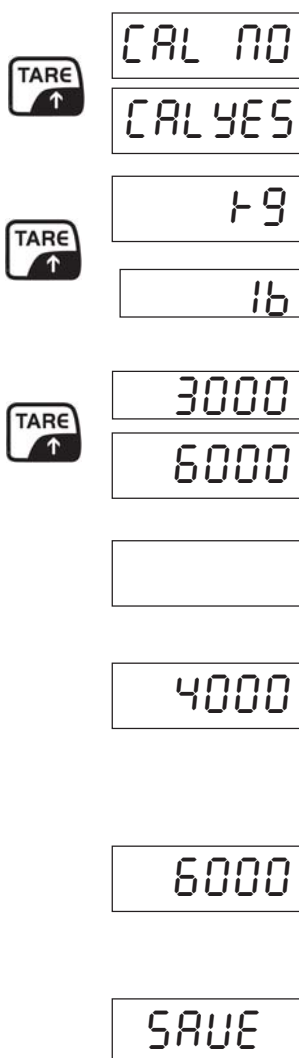 TARE
CAL NO
CALYES
TARE
kg
lb
TARE
3000
6000
4000
6000
SAVE